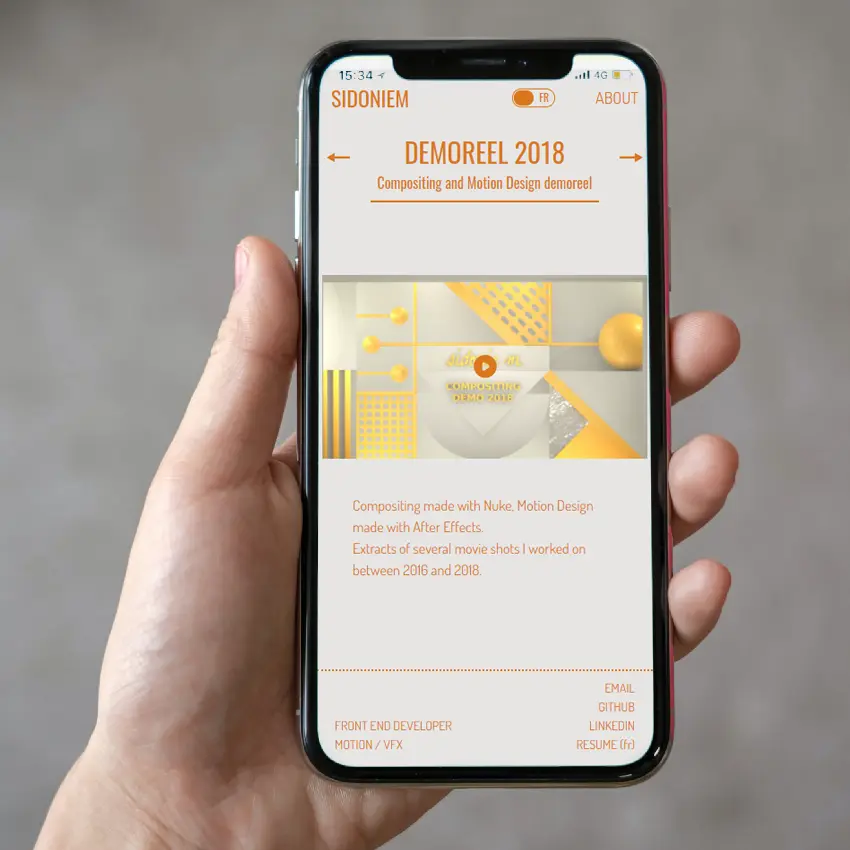 15:34 4G
SIDONIEM FR ABOUT
DEMOREEL 2018
Compositing and Motion Design demoreel
COMPOSITING
DEMO 2018
Compositing made with Nuke, Motion Design
made with After Effects.
Extracts of several movie shots I worked on
between 2016 and 2018.
EMAIL
GITHUB
FRONT END DEVELOPER LINKEDIN
MOTION / VFX RESUME (fr)